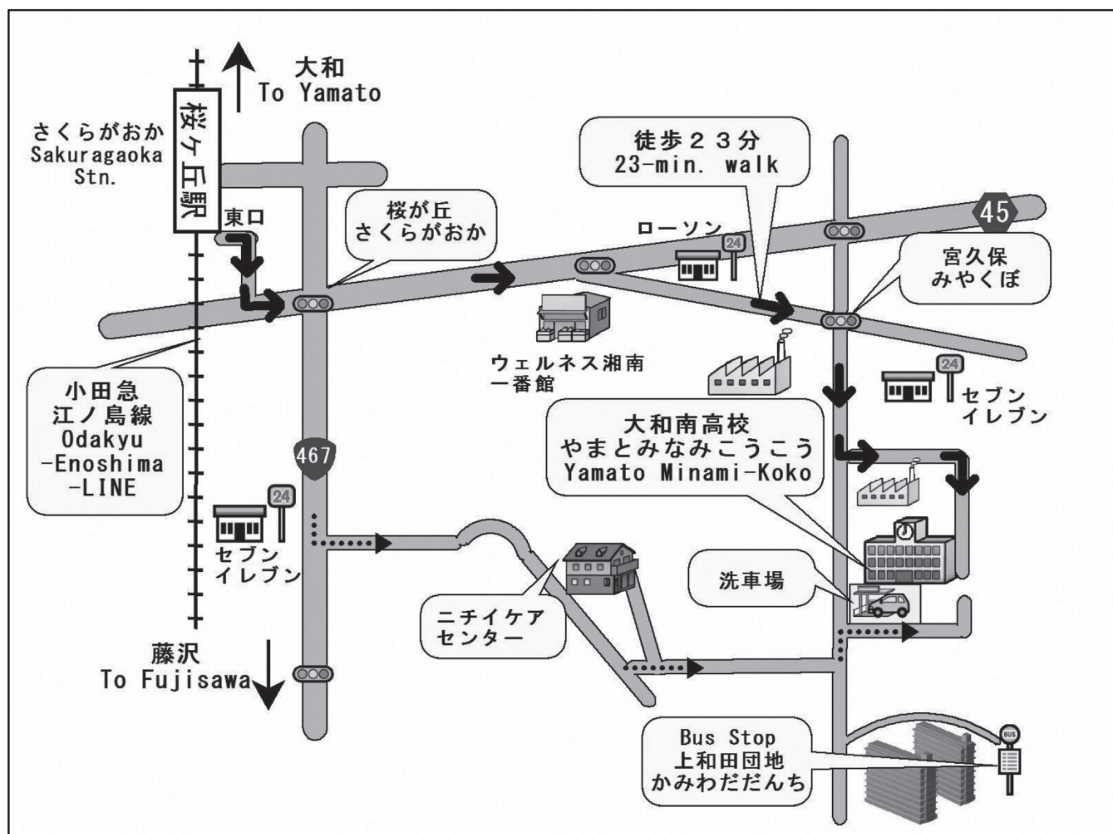 大和
To Yamato
さくらがおか
Sakuragaoka
Stn.
桜ヶ丘駅
東口
桜が丘
さくらがおか
徒歩２３分
23-min. walk
ローソン
24
45
宮久保
みやくぼ
ウェルネス湘南
一番館
24
セブン
イレブン
小田急
江ノ島線
Odakyu
-Enoshima
-LINE
467
大和南高校
やまとみなみこうこう
Yamato Minami-Koko
24
セブン
イレブン
ニチイケア
センター
洗車場
藤沢
To Fujisawa
Bus Stop
上和田団地
かみわだだんち
BUS